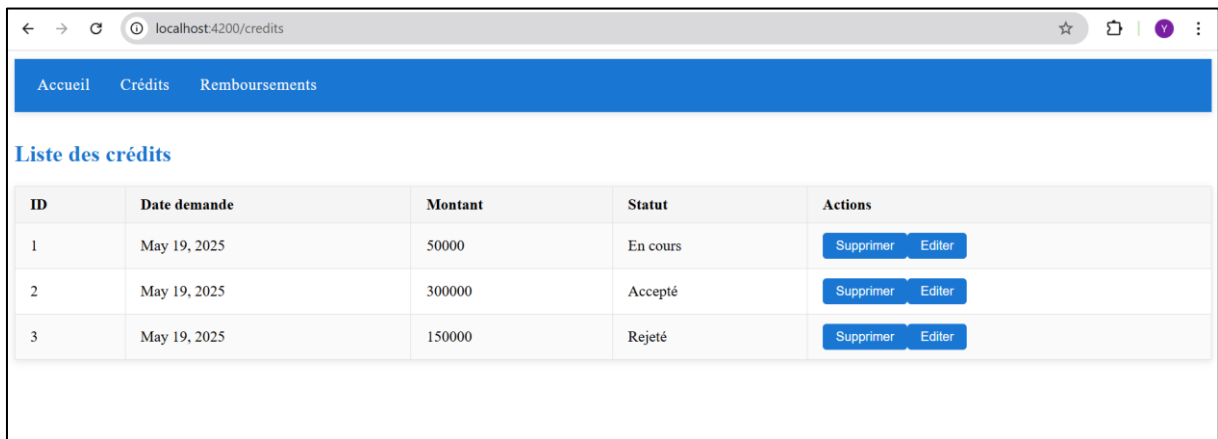 localhost:4200/credits
Y
Accueil Crédits Remboursements
Liste des crédits
ID Date demande Montant Statut Actions
1 May 19, 2025 50000 En cours Supprimer Editer
2 May 19, 2025 300000 Accepté Supprimer Editer
3 May 19, 2025 150000 Rejeté Supprimer Editer